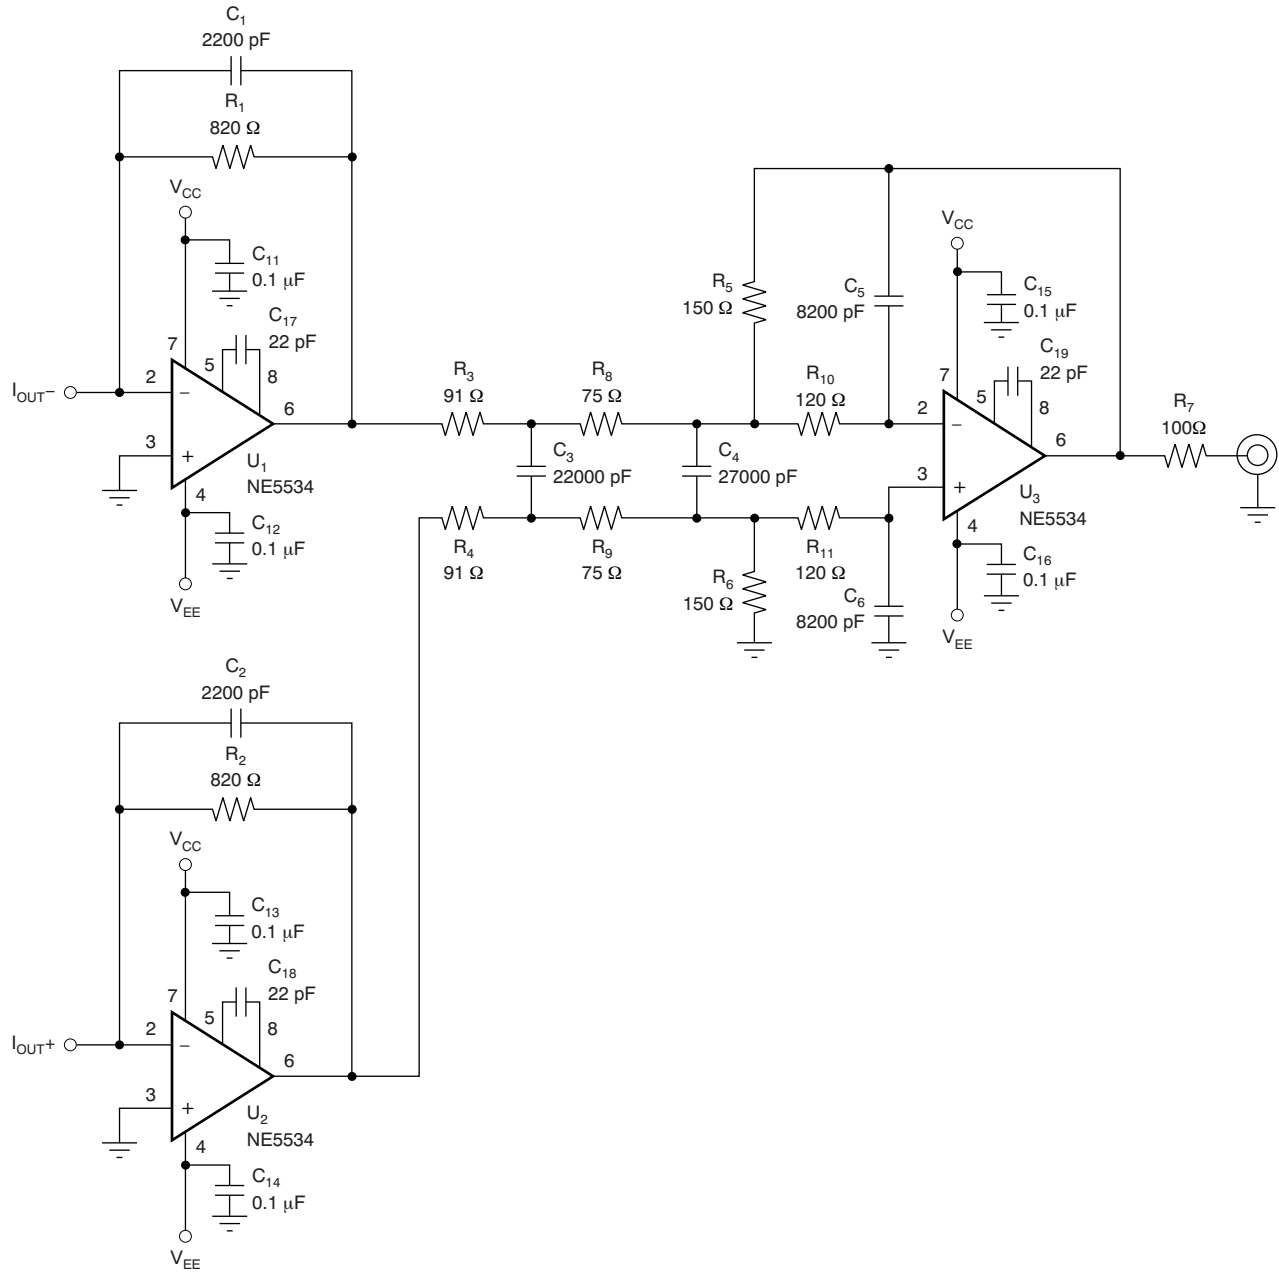 C1
2200 pF
R1
820 Ω
VCC
C11
0.1 µF
C17
22 pF
7
5
8
IOUT–
2
–
6
3
+
U1
NE5534
4
C12
0.1 µF
VEE
R3
91 Ω
R8
75 Ω
C3
22000 pF
C4
27000 pF
R4
91 Ω
R9
75 Ω
R5
150 Ω
C5
8200 pF
R10
120 Ω
R11
120 Ω
R6
150 Ω
C6
8200 pF
VCC
C15
0.1 µF
C19
22 pF
7
5
8
2
–
6
3
+
U3
NE5534
4
C16
0.1 µF
VEE
R7
100Ω
C2
2200 pF
R2
820 Ω
VCC
C13
0.1 µF
C18
22 pF
7
5
8
IOUT+
2
–
6
3
+
U2
NE5534
4
C14
0.1 µF
VEE